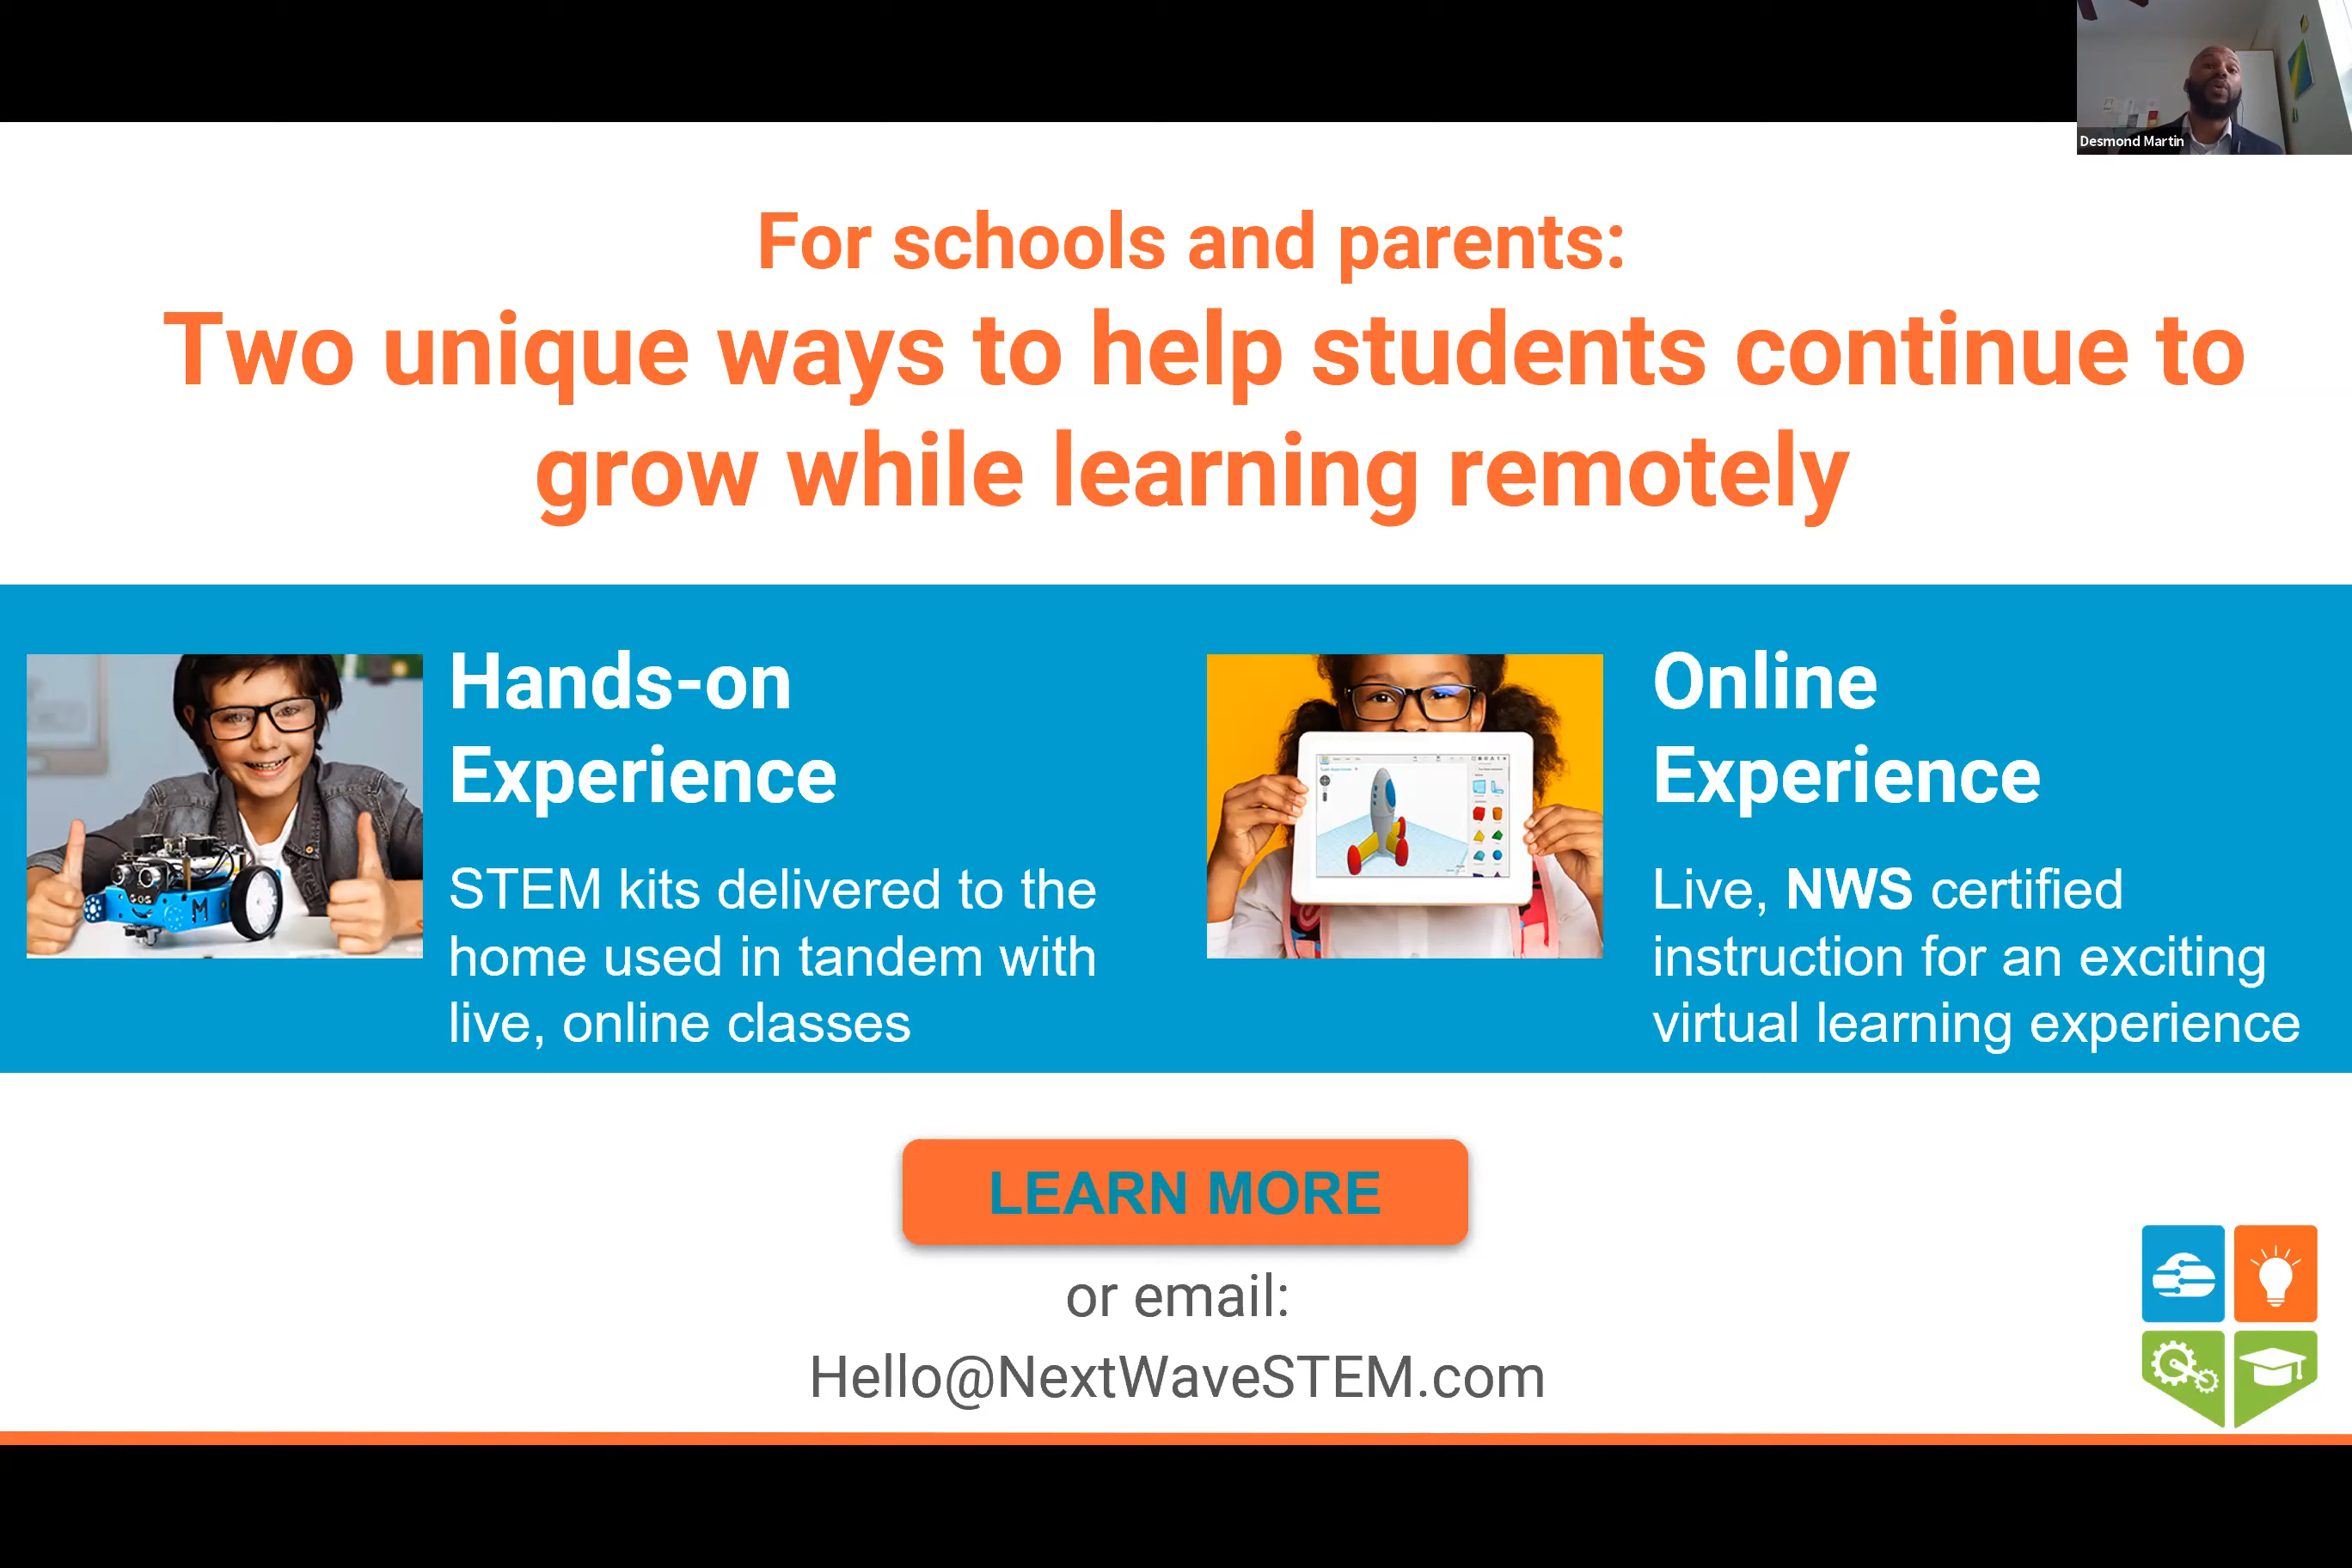 Desmond Martin
For schools and parents:
Two unique ways to help students continue to
grow while learning remotely
Hands-on
Experience
STEM kits delivered to the
home used in tandem with
live, online classes
M
Online
Experience
Live, NWS certified
instruction for an exciting
virtual learning experience
LEARN MORE
or email:
Hello@NextWaveSTEM.com